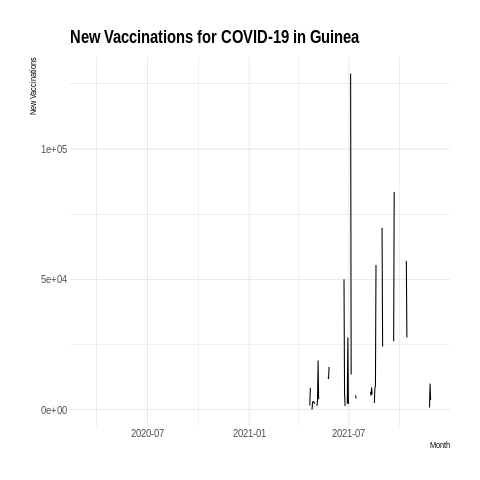 New Vaccinations for COVID-19 in Guinea
New Vaccinations
1e+05
5e+04
0e+00
2020-07
2021-01
2021-07
Month